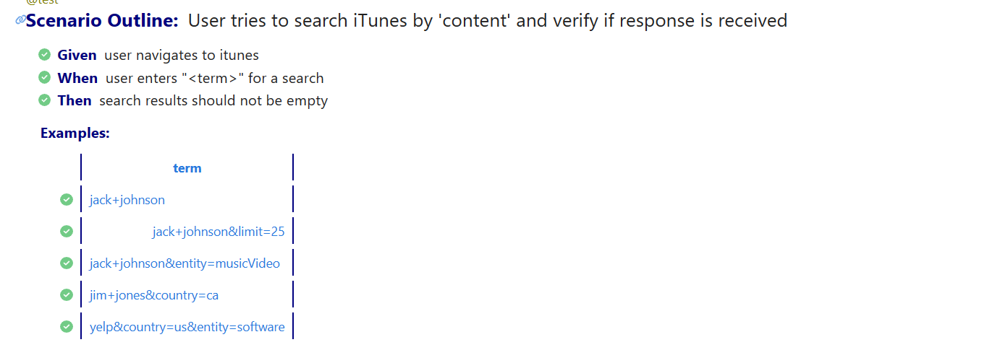 @test
Scenario Outline: User tries to search iTunes by 'content' and verify if response is received
Given user navigates to itunes
When user enters "<term>" for a search
Then search results should not be empty
Examples:
term
jack+johnson
jack+johnson&limit=25
jack+johnson&entity=musicVideo
jim+jones&country=ca
yelp&country=us&entity=software